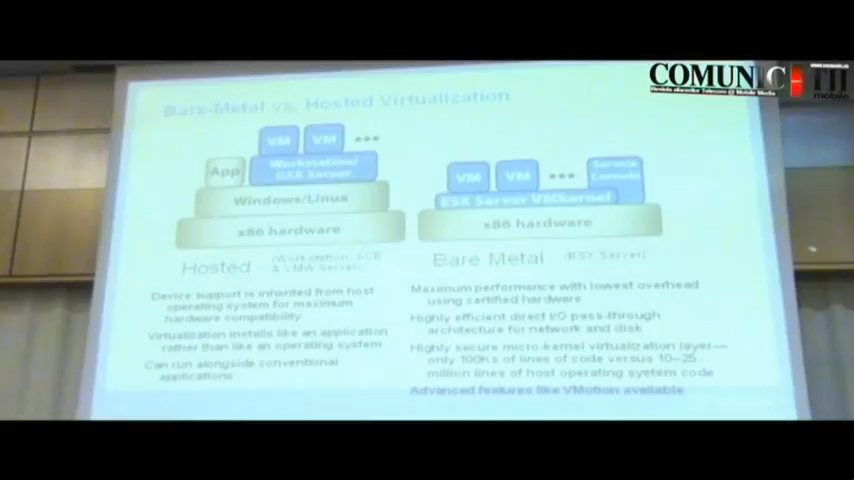 COMUNIC TII
mobile
Bare-Metal vs. Hosted Virtualization
VM VM •••
App
Workstation/
GSX Server
Windows/Linux
x86 hardware
VM VM •••
Service
Console
ESX Server VMkernel
x86 hardware
Hosted (Workstation, ACE
& VMW Server)
Bare Metal (ESX Server)
Device support is inherited from host
operating system for maximum
hardware compatibility
Virtualization installs like an application
rather than like an operating system
Can run alongside conventional
applications
Maximum performance with lowest overhead
using certified hardware
Highly efficient direct I/O pass-through
architecture for network and disk
Highly secure micro-kernel virtualization layer—
only 100Ks of lines of code versus 10–25
million lines of host operating system code
Advanced features like VMotion available